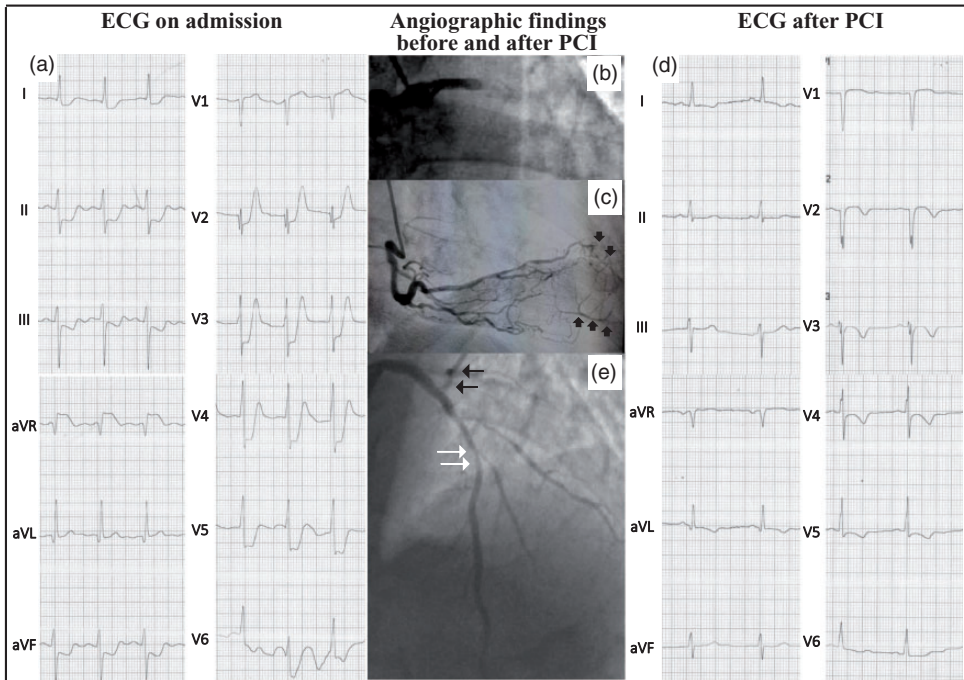 ECG on admission
Angiographic findings
before and after PCI
ECG after PCI
(a)
I
II
III
aVR
aVL
aVF
V1
V2
V3
V4
V5
V6
(b)
(c)
(e)
(d)
I
II
III
aVR
aVL
aVF
V1
V2
V3
V4
V5
V6